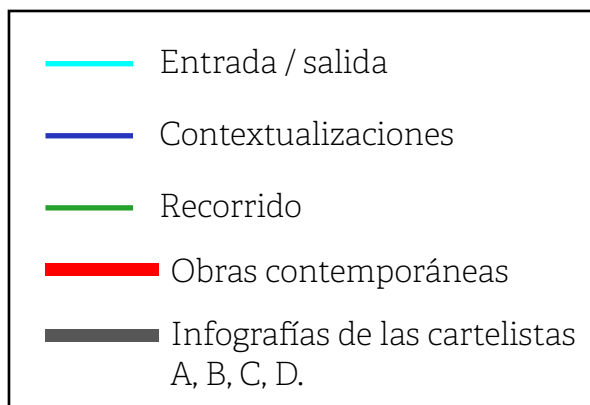 Entrada / salida
Contextualizaciones
Recorrido
Obras contemporáneas
Infografías de las cartelistas
A, B, C, D.